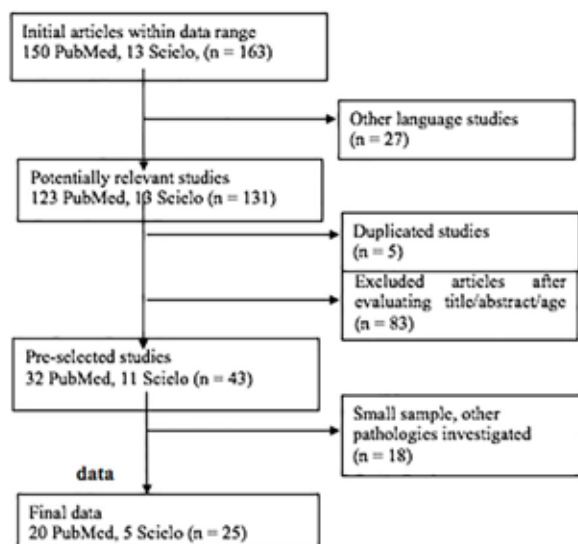 Initial articles within data range
150 PubMed, 13 Scielo, (n = 163)
Other language studies
(n = 27)
Potentially relevant studies
123 PubMed, 13 Scielo (n = 131)
Duplicated studies
(n = 5)
Excluded articles after
evaluating title/abstract/age
(n = 83)
Pre-selected studies
32 PubMed, 11 Scielo (n = 43)
Small sample, other
pathologies investigated
(n = 18)
data
Final data
20 PubMed, 5 Scielo (n = 25)